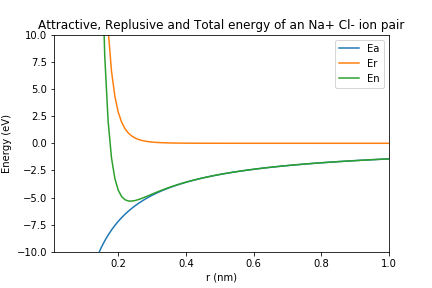 Attractive, Replusive and Total energy of an Na+ Cl- ion pair
Ea
Er
En
Energy (eV)
10.0
7.5
5.0
2.5
0.0
−2.5
−5.0
−7.5
−10.0
0.2
0.4
0.6
0.8
1.0
r (nm)